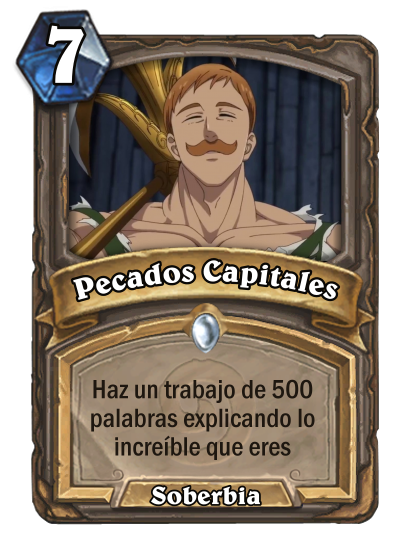 7
Pecados Capitales
Haz un trabajo de 500
palabras explicando lo
increíble que eres
Soberbia